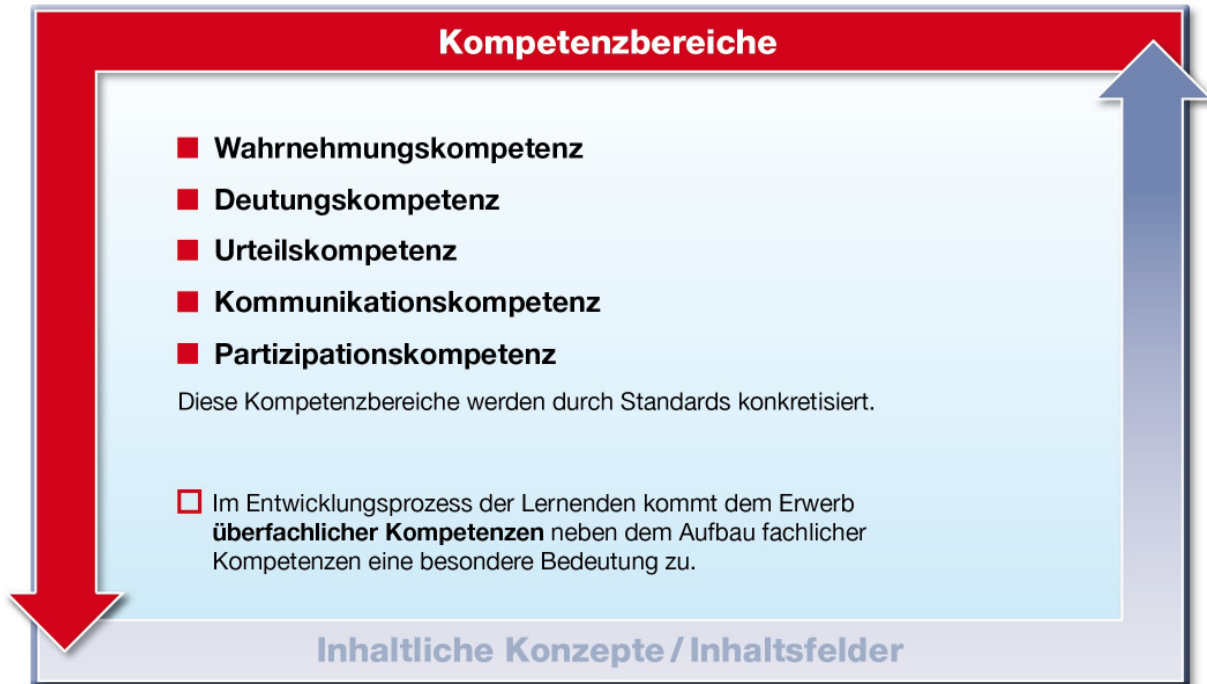 Kompetenzbereiche
Wahrnehmungskompetenz
Deutungskompetenz
Urteilskompetenz
Kommunikationskompetenz
Partizipationskompetenz
Diese Kompetenzbereiche werden durch Standards konkretisiert.
Im Entwicklungsprozess der Lernenden kommt dem Erwerb
überfachlicher Kompetenzen neben dem Aufbau fachlicher
Kompetenzen eine besondere Bedeutung zu.
Inhaltliche Konzepte / Inhaltsfelder